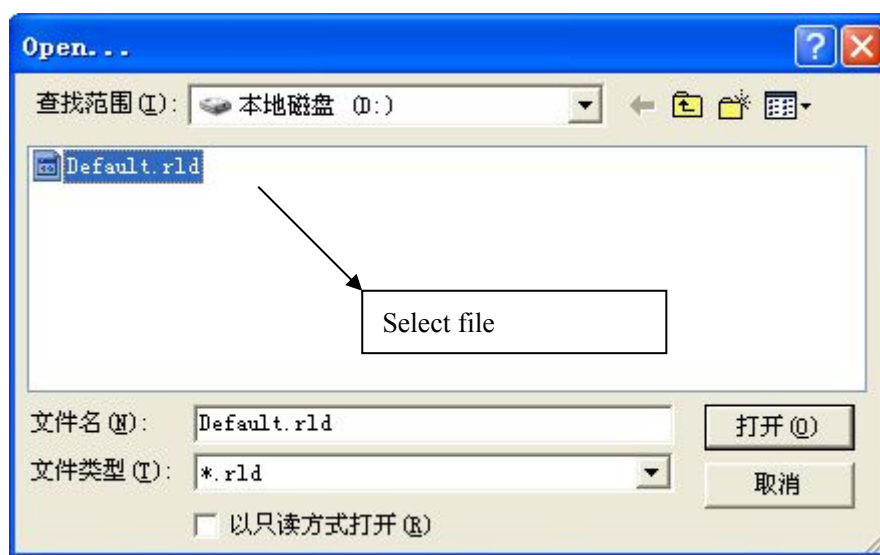 Open...
查找范围(I): 本地磁盘 (D:)
Default.rld
Select file
文件名(N): Default.rld 打开(O)
文件类型(T): *.rld 取消
以只读方式打开(R)